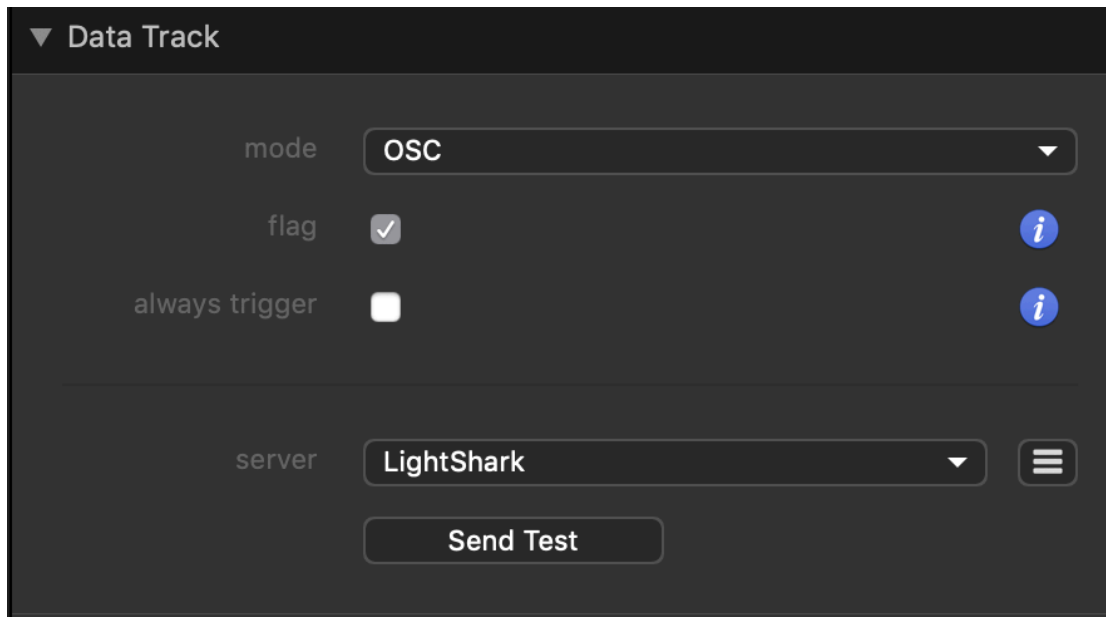 Data Track
mode OSC
flag
always trigger
server LightShark
Send Test